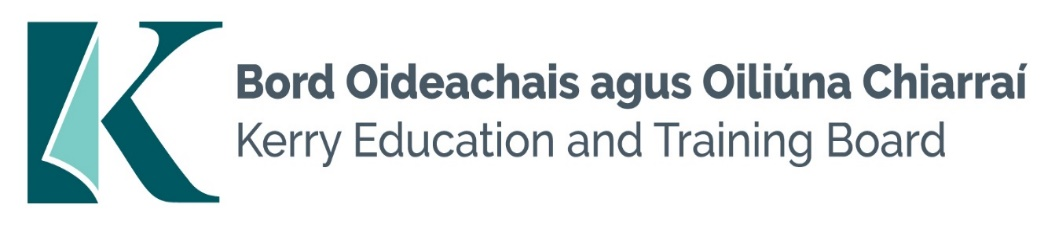 Bord Oideachais agus Oiliúna Chiarraí
Kerry Education and Training Board